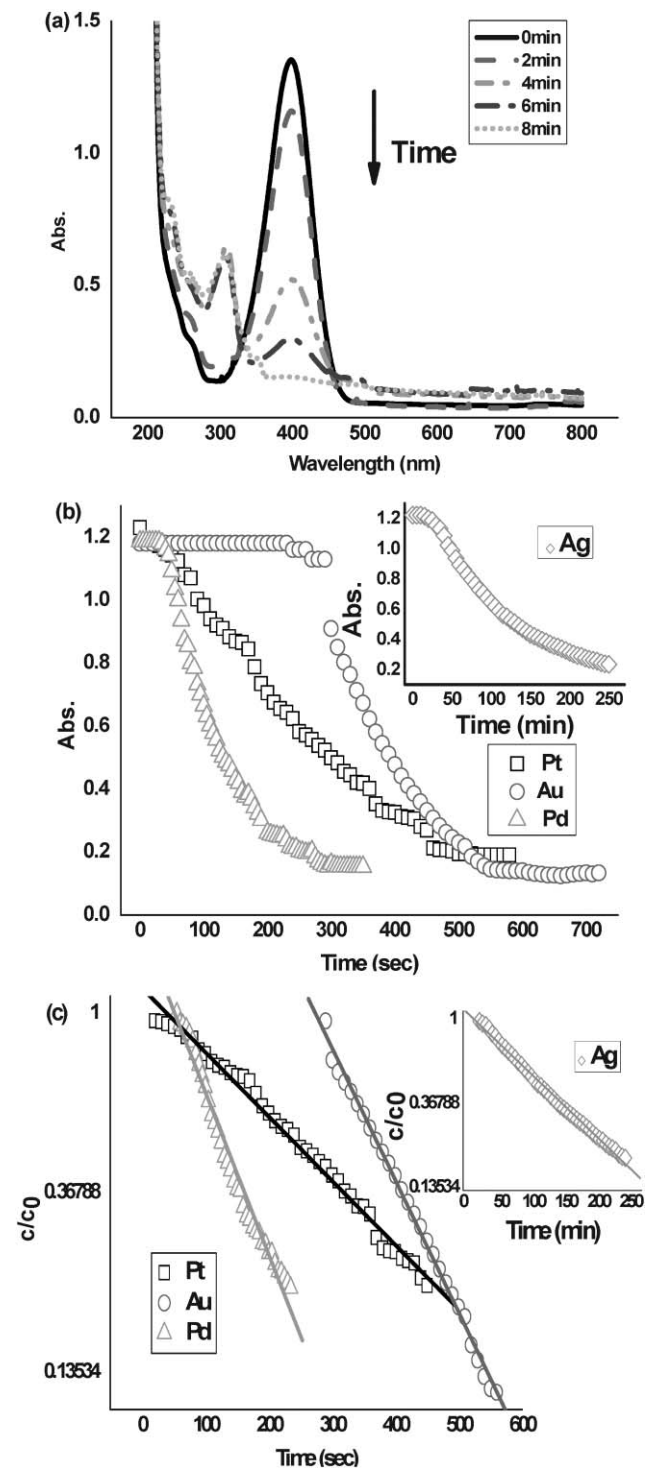 (a)
1.5
1.0
0.5
0.0
Abs.
0min
2min
4min
6min
8min
Time
200 300 400 500 600 700 800
Wavelength (nm)
(b)
1.2
1.0
0.8
0.6
0.4
0.2
0.0
Abs.
1.2
1.0
0.8
0.6
0.4
0.2
Abs.
Ag
0 50 100 150 200 250
Time (min)
Pt
Au
Pd
0 100 200 300 400 500 600 700
Time (sec)
(c)
1
0.36788
0.13534
c/c0
1
0.36788
0.13534
c/c0
Ag
0 50 100 150 200 250
Time (min)
Pt
Au
Pd
0 100 200 300 400 500 600
Time (sec)